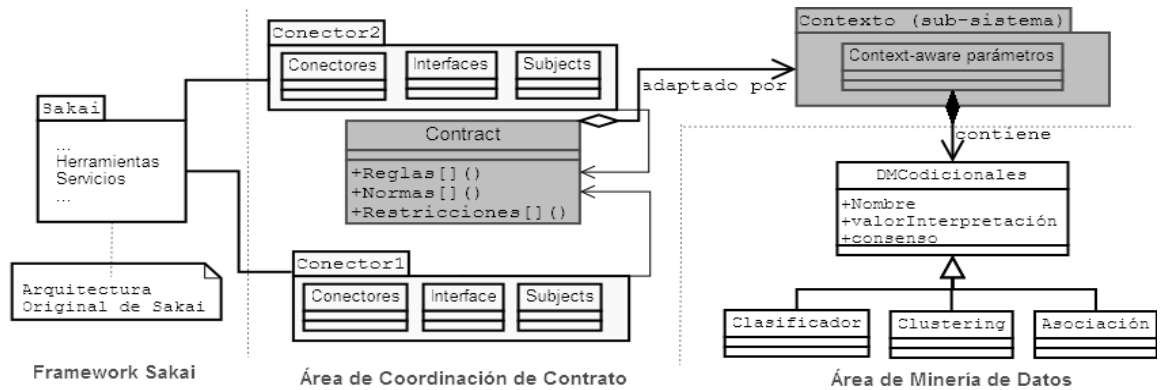 Sakai
...
Herramientas
Servicios
...
Arquitectura
Original de Sakai
Framework Sakai
Conector2
Conectores
Interfaces
Subjects
Contract
+Reglas[]()
+Normas[]()
+Restricciones[]()
Conector1
Conectores
Interface
Subjects
Área de Coordinación de Contrato
adaptado por
Contexto (sub-sistema)
Context-aware parámetros
contiene
DMCodicionales
+Nombre
+valorInterpretación
+consenso
Clasificador
Clustering
Asociación
Área de Minería de Datos